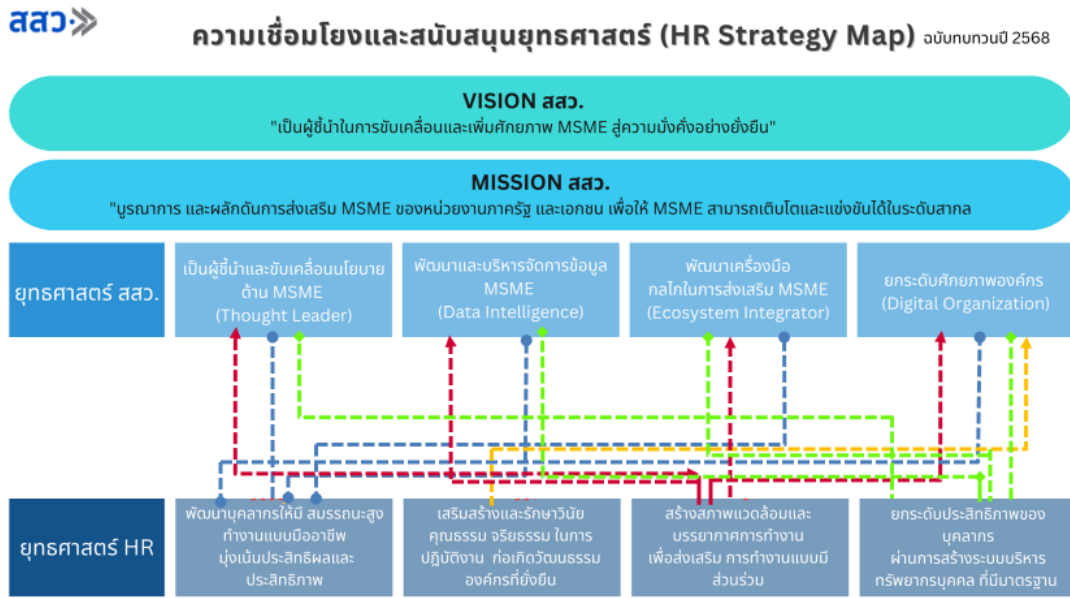 สสว.
ความเชื่อมโยงและสนับสนุนยุทธศาสตร์ (HR Strategy Map) ฉบับทบทวนปี 2568
VISION สสว.
"เป็นผู้ชี้นำในการขับเคลื่อนและเพิ่มศักยภาพ MSME สู่ความมั่งคั่งอย่างยั่งยืน"
MISSION สสว.
"บูรณาการ และผลักดันการส่งเสริม MSME ของหน่วยงานภาครัฐ และเอกชน เพื่อให้ MSME สามารถเติบโตและแข่งขันได้ในระดับสากล
ยุทธศาสตร์ สสว.
เป็นผู้ชี้นำและขับเคลื่อนนโยบาย
ด้าน MSME
(Thought Leader)
พัฒนาและบริหารจัดการข้อมูล
MSME
(Data Intelligence)
พัฒนาเครื่องมือ
กลไกในการส่งเสริม MSME
(Ecosystem Integrator)
ยกระดับศักยภาพองค์กร
(Digital Organization)
ยุทธศาสตร์ HR
พัฒนาบุคลากรให้มี สมรรถนะสูง
ทำงานแบบมืออาชีพ
มุ่งเน้นประสิทธิผลและ
ประสิทธิภาพ
เสริมสร้างและรักษาวินัย
คุณธรรม จริยธรรม ในการ
ปฏิบัติงาน ก่อเกิดวัฒนธรรม
องค์กรที่ยั่งยืน
สร้างสภาพแวดล้อมและ
บรรยากาศการทำงาน
เพื่อส่งเสริม การทำงานแบบมี
ส่วนร่วม
ยกระดับประสิทธิภาพของ
บุคลากร
ผ่านการสร้างระบบบริหาร
ทรัพยากรบุคคล ที่มีมาตรฐาน